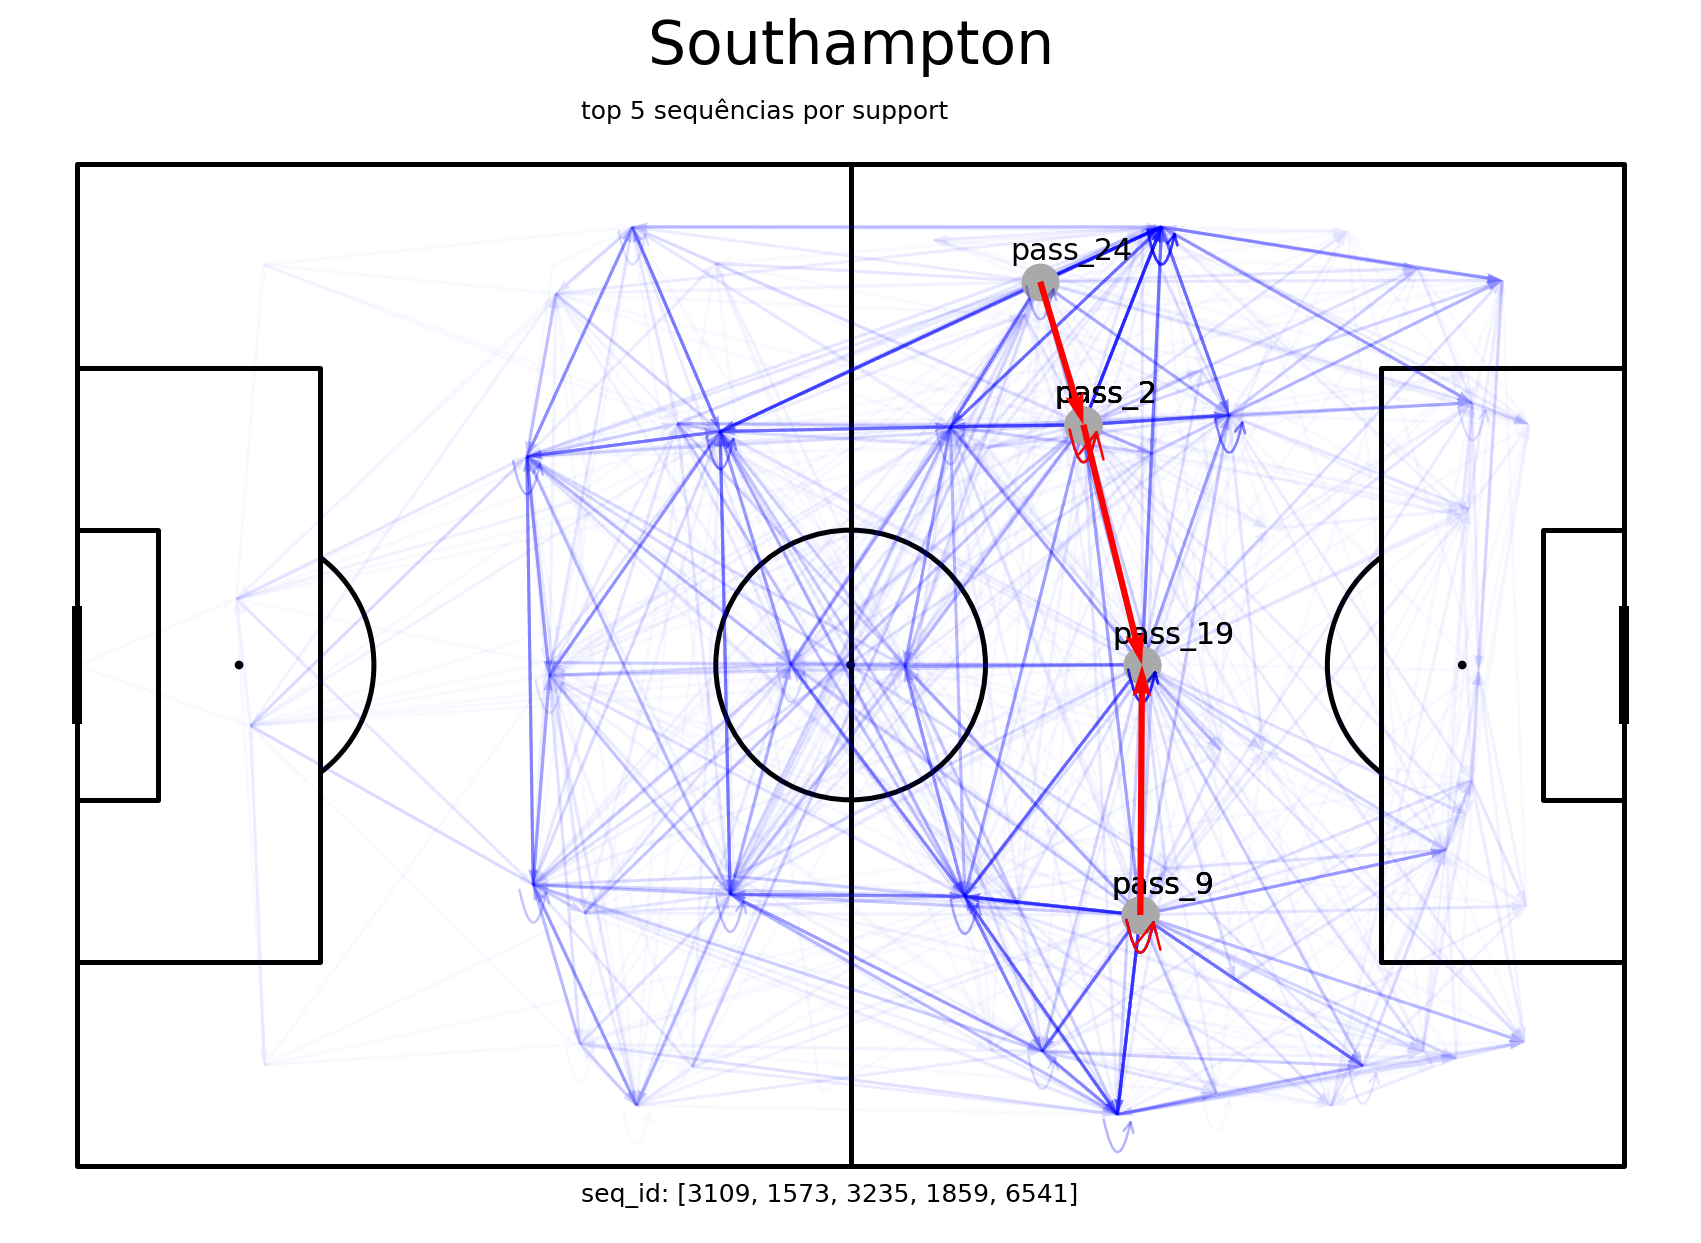 Southampton
top 5 sequências por support
pass_24
pass_2
pass_19
pass_9
seq_id: [3109, 1573, 3235, 1859, 6541]